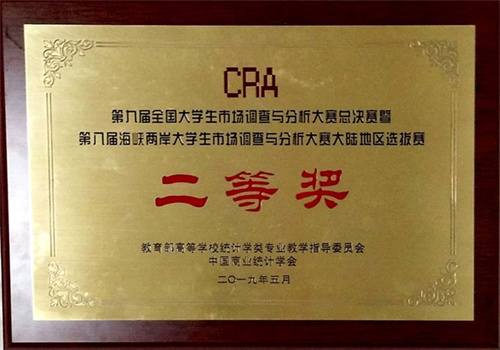 CRA
第九届全国大学生市场调查与分析大赛总决赛暨
第八届海峡两岸大学生市场调查与分析大赛大陆地区选拔赛
二等奖
教育部高等学校统计学类专业教学指导委员会
中国商业统计学会
二〇一九年五月